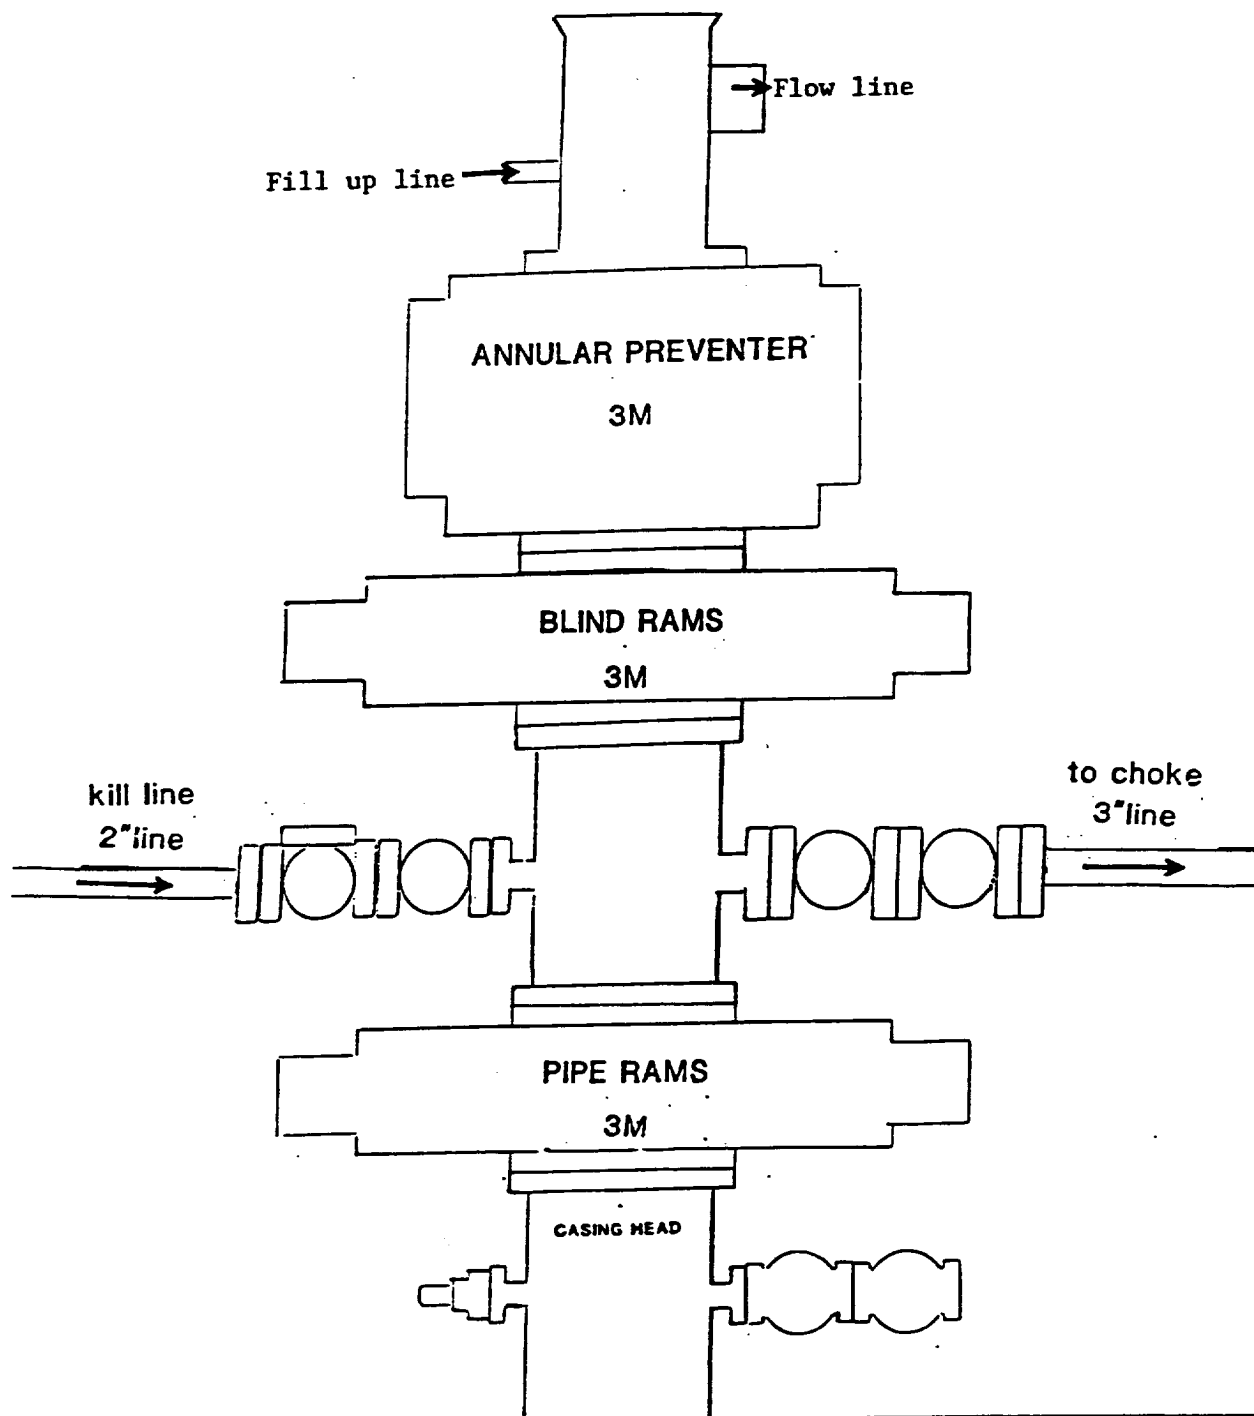 Flow line
Fill up line
ANNULAR PREVENTER
3M
BLIND RAMS
3M
kill line
2"line
to choke
3"line
PIPE RAMS
3M
CASING HEAD